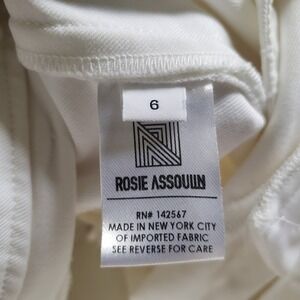 6
ROSIE ASSOULIN
RN# 142567
MADE IN NEW YORK CITY
OF IMPORTED FABRIC
SEE REVERSE FOR CARE